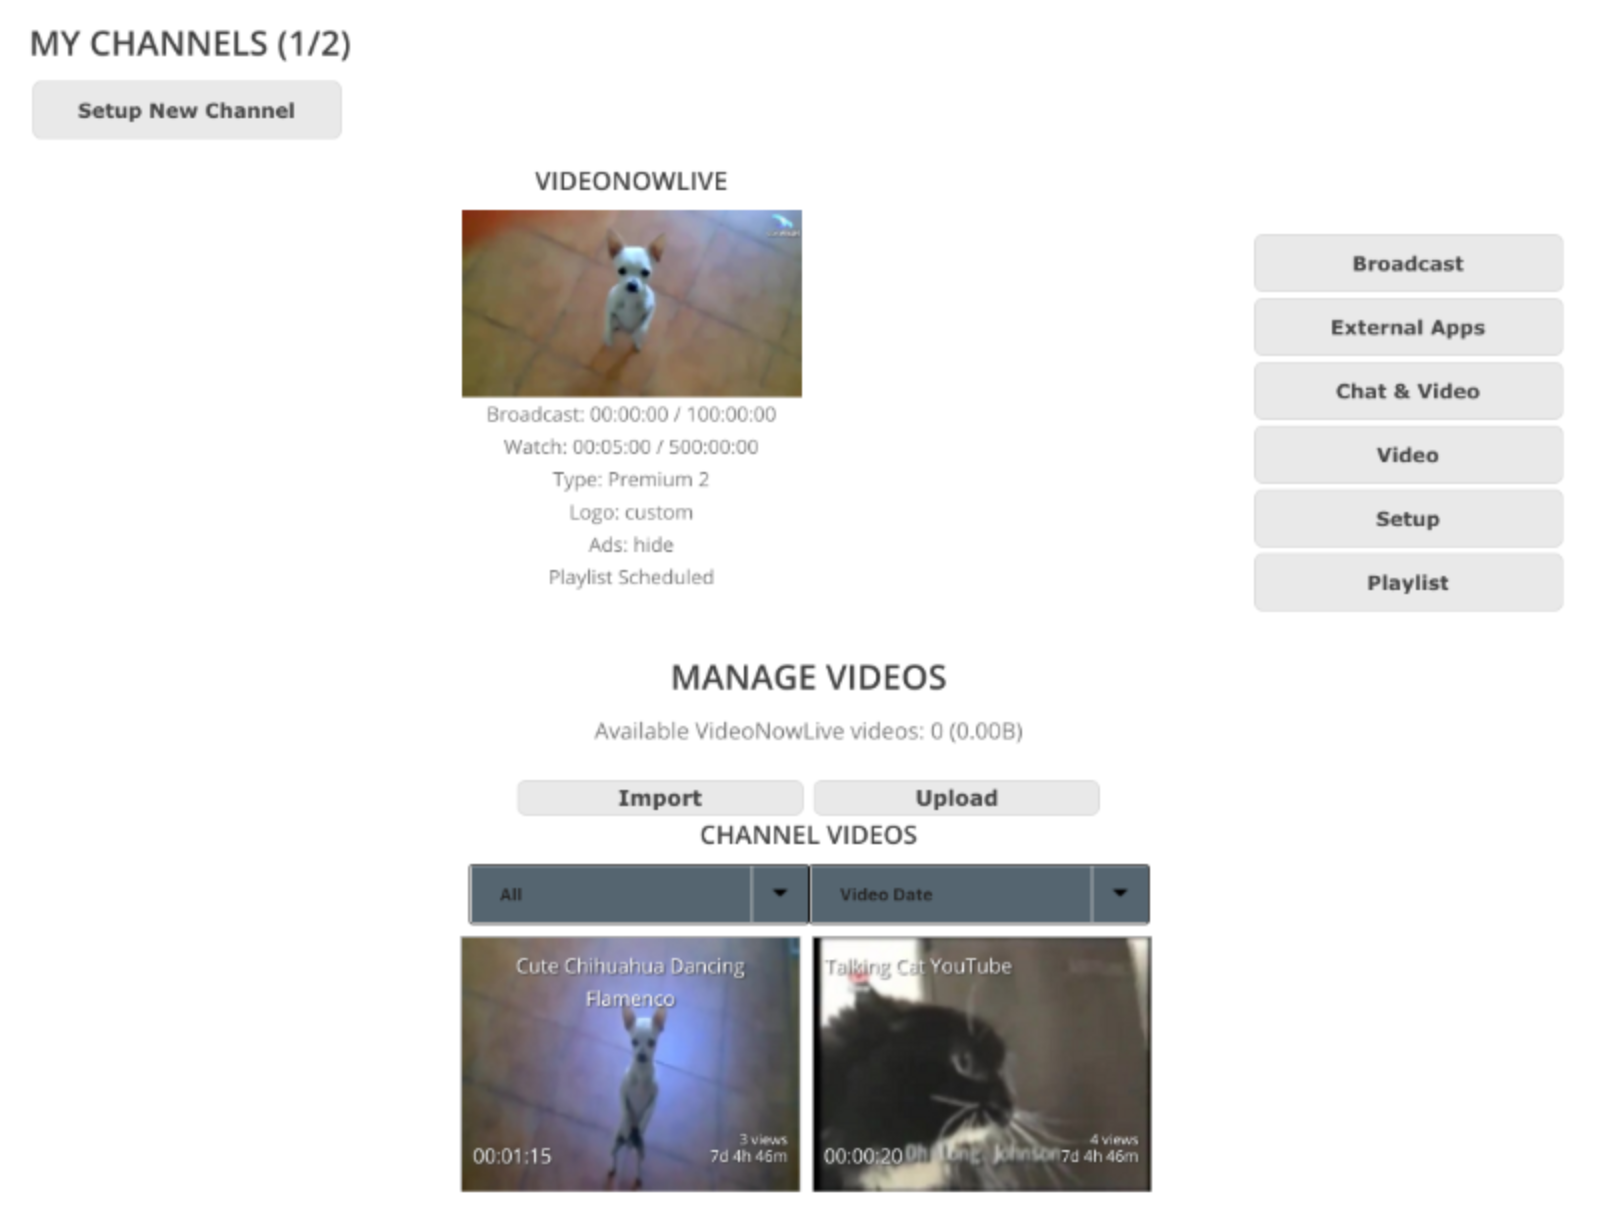 MY CHANNELS (1/2)
Setup New Channel
VIDEONOWLIVE
Broadcast: 00:00:00 / 100:00:00
Watch: 00:05:00 / 500:00:00
Type: Premium 2
Logo: custom
Ads: hide
Playlist Scheduled
Broadcast
External Apps
Chat & Video
Video
Setup
Playlist
MANAGE VIDEOS
Available VideoNowLive videos: 0 (0.00B)
Import
Upload
CHANNEL VIDEOS
All
Video Date
Cute Chihuahua Dancing
Flamenco
3 views
00:01:15
7d 4h 46m
Talking Cat YouTube
4 views
00:00:20
Oh Long Johnson
7d 4h 46m